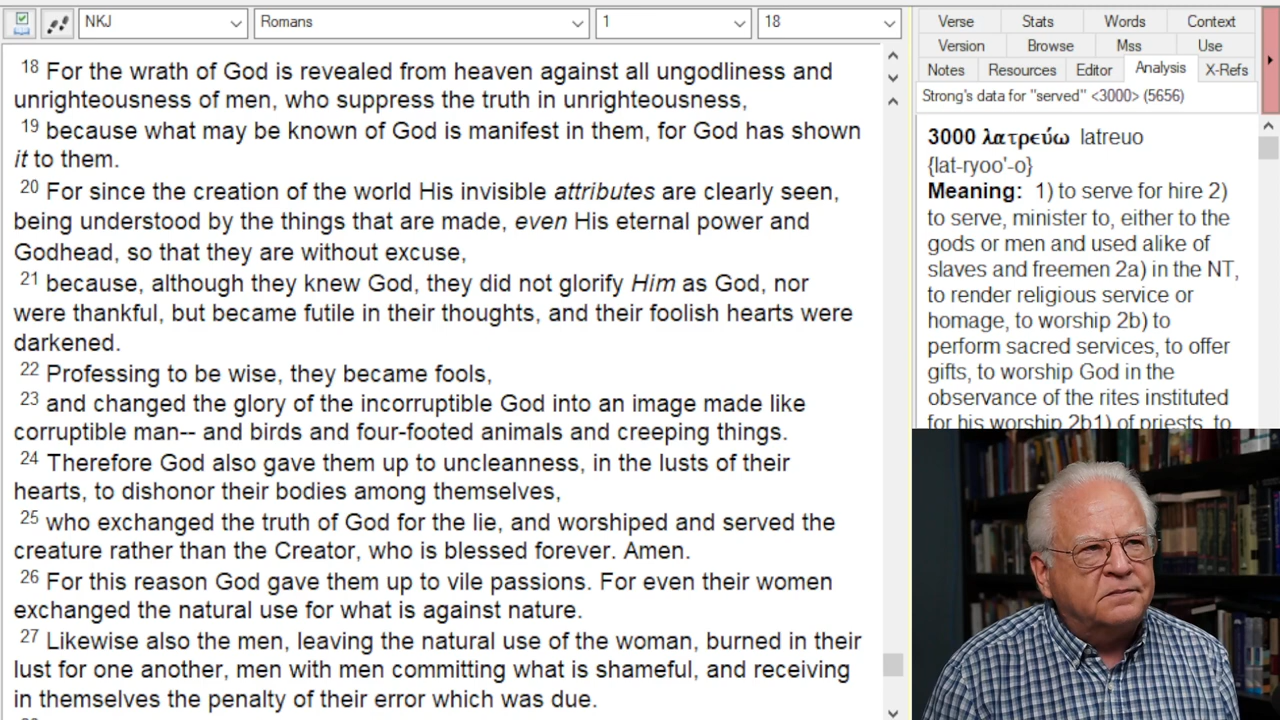 NKJ Romans 1 18
18 For the wrath of God is revealed from heaven against all ungodliness and
unrighteousness of men, who suppress the truth in unrighteousness,
19 because what may be known of God is manifest in them, for God has shown
it to them.
20 For since the creation of the world His invisible attributes are clearly seen,
being understood by the things that are made, even His eternal power and
Godhead, so that they are without excuse,
21 because, although they knew God, they did not glorify Him as God, nor
were thankful, but became futile in their thoughts, and their foolish hearts were
darkened.
22 Professing to be wise, they became fools,
23 and changed the glory of the incorruptible God into an image made like
corruptible man-- and birds and four-footed animals and creeping things.
24 Therefore God also gave them up to uncleanness, in the lusts of their
hearts, to dishonor their bodies among themselves,
25 who exchanged the truth of God for the lie, and worshiped and served the
creature rather than the Creator, who is blessed forever. Amen.
26 For this reason God gave them up to vile passions. For even their women
exchanged the natural use for what is against nature.
27 Likewise also the men, leaving the natural use of the woman, burned in their
lust for one another, men with men committing what is shameful, and receiving
in themselves the penalty of their error which was due.
Verse Stats Words Context
Version Browse Mss Use
Notes Resources Editor Analysis X-Refs
Strong's data for "served" <3000> (5656)
3000 λατρεύω latreuo
{lat-ryoo'-o}
Meaning: 1) to serve for hire 2)
to serve, minister to, either to the
gods or men and used alike of
slaves and freemen 2a) in the NT,
to render religious service or
homage, to worship 2b) to
perform sacred services, to offer
gifts, to worship God in the
observance of the rites instituted
for his worship 2b1) of priests, to